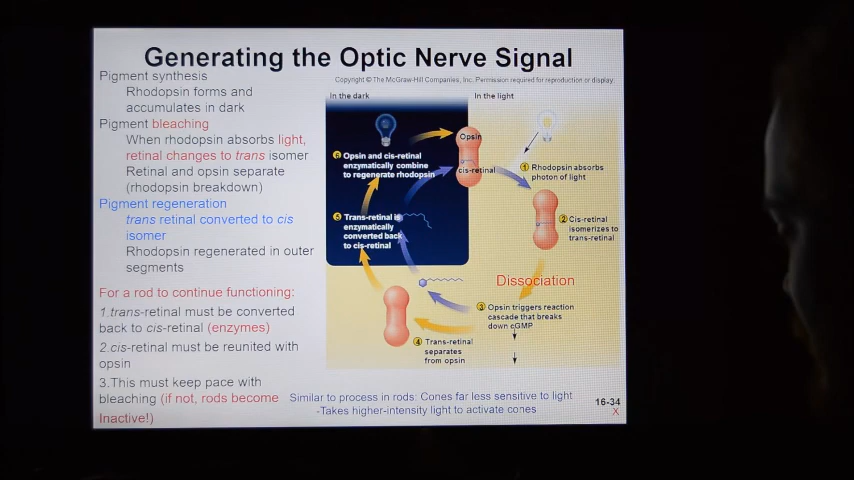 Generating the Optic Nerve Signal
Pigment synthesis
Rhodopsin forms and
accumulates in dark
Pigment bleaching
When rhodopsin absorbs light,
retinal changes to trans isomer
Retinal and opsin separate
(rhodopsin breakdown)
Pigment regeneration
trans retinal converted to cis
isomer
Rhodopsin regenerated in outer
segments
For a rod to continue functioning:
1.trans-retinal must be converted
back to cis-retinal (enzymes)
2.cis-retinal must be reunited with
opsin
3.This must keep pace with
bleaching (if not, rods become
Inactive!)
Copyright © The McGraw-Hill Companies, Inc. Permission required for reproduction or display.
In the dark
In the light
Opsin
cis-retinal
1 Rhodopsin absorbs
photon of light
2 Cis-retinal
isomerizes to
trans-retinal
Dissociation
3 Opsin triggers reaction
cascade that breaks
down cGMP
4 Trans-retinal
separates
from opsin
5 Trans-retinal is
enzymatically
converted back
to cis-retinal
6 Opsin and cis-retinal
enzymatically combine
to regenerate rhodopsin
Similar to process in rods: Cones far less sensitive to light
-Takes higher-intensity light to activate cones
16-34
X